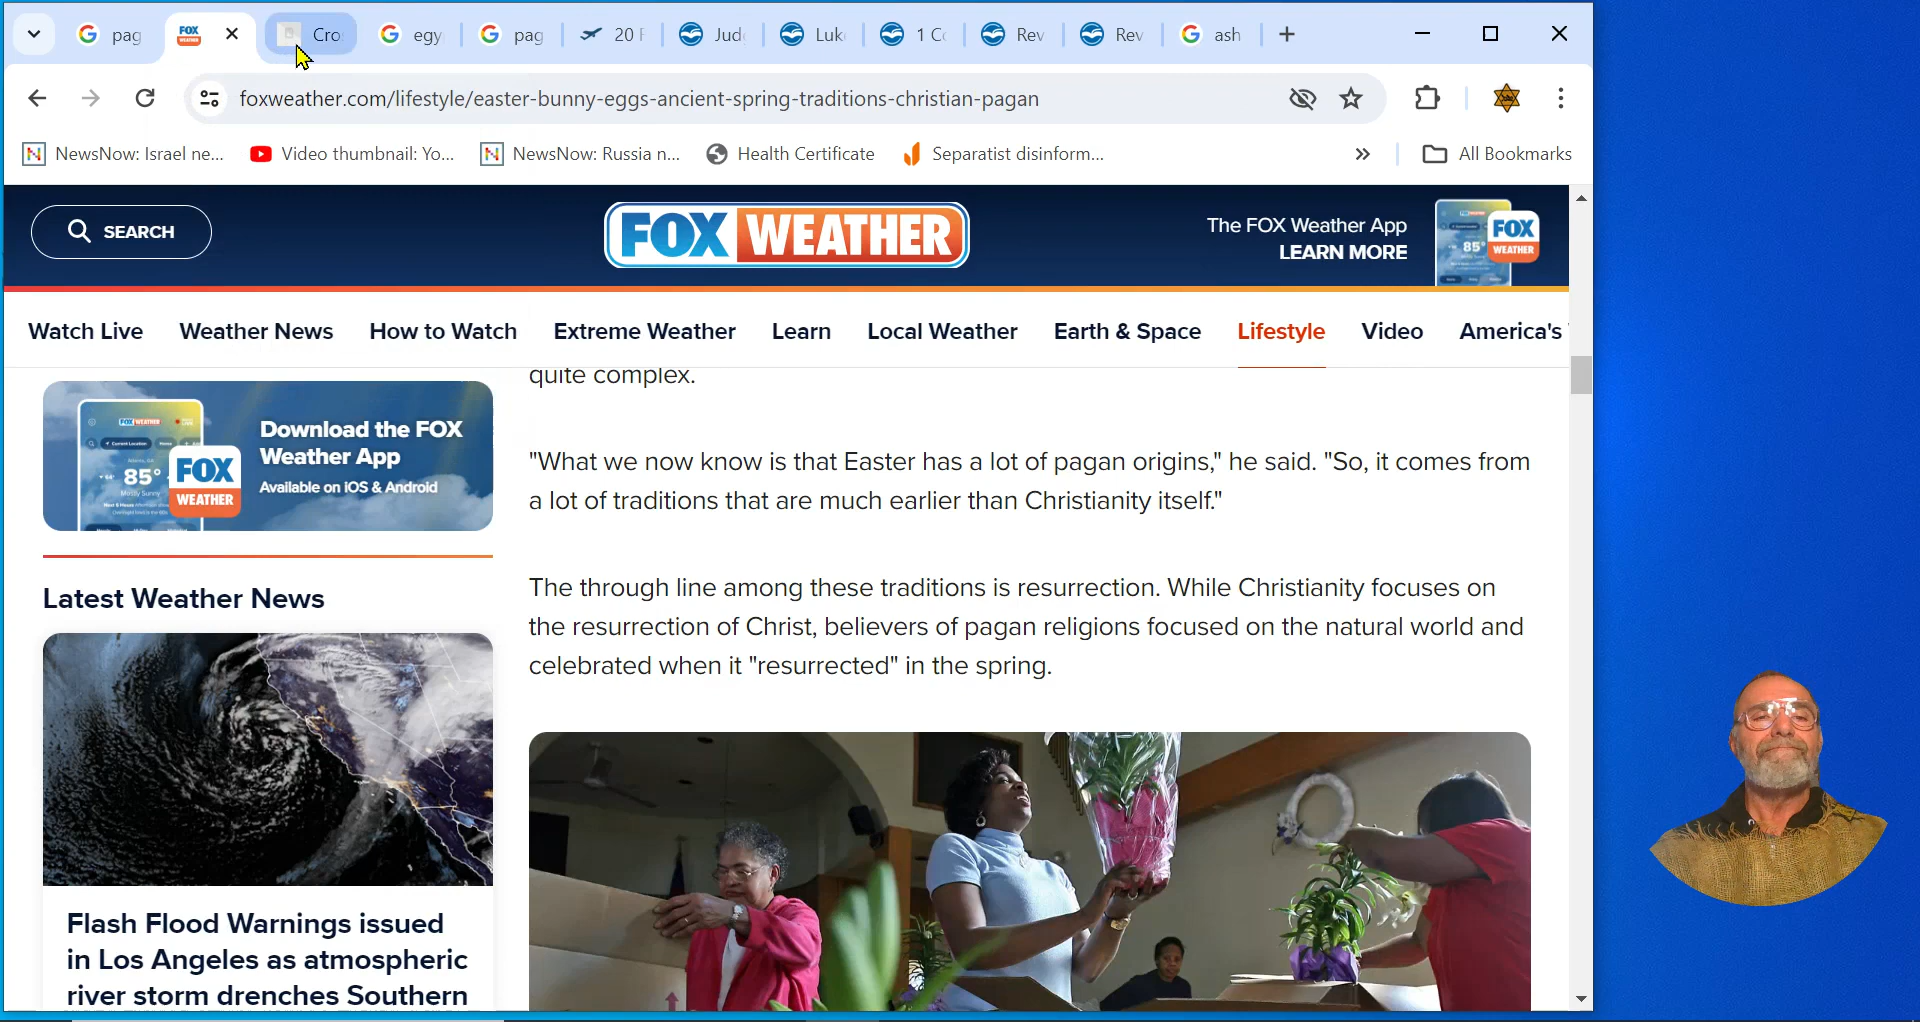 pag
Cro
egy
pag
20 F
Jud
Luk
1 Co
Rev
Rev
ash
foxweather.com/lifestyle/easter-bunny-eggs-ancient-spring-traditions-christian-pagan
NewsNow: Israel ne...
Video thumbnail: Yo...
NewsNow: Russia n...
Health Certificate
Separatist disinform...
All Bookmarks
SEARCH
FOX WEATHER
The FOX Weather App
LEARN MORE
FOX
WEATHER
85°
Watch Live
Weather News
How to Watch
Extreme Weather
Learn
Local Weather
Earth & Space
Lifestyle
Video
America's
Download the FOX
Weather App
Available on iOS & Android
FOX
WEATHER
85°
Latest Weather News
Flash Flood Warnings issued
in Los Angeles as atmospheric
river storm drenches Southern
quite complex.
"What we now know is that Easter has a lot of pagan origins," he said. "So, it comes from
a lot of traditions that are much earlier than Christianity itself."
The through line among these traditions is resurrection. While Christianity focuses on
the resurrection of Christ, believers of pagan religions focused on the natural world and
celebrated when it "resurrected" in the spring.